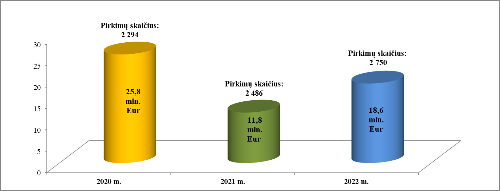 Pirkimų skaičius:
2 294
Pirkimų skaičius:
2 750
Pirkimų skaičius:
2 486
30
25
20
15
10
5
0
25,8
mln.
Eur
11,8
mln.
Eur
18,6
mln.
Eur
2020 m.
2021 m.
2022 m.